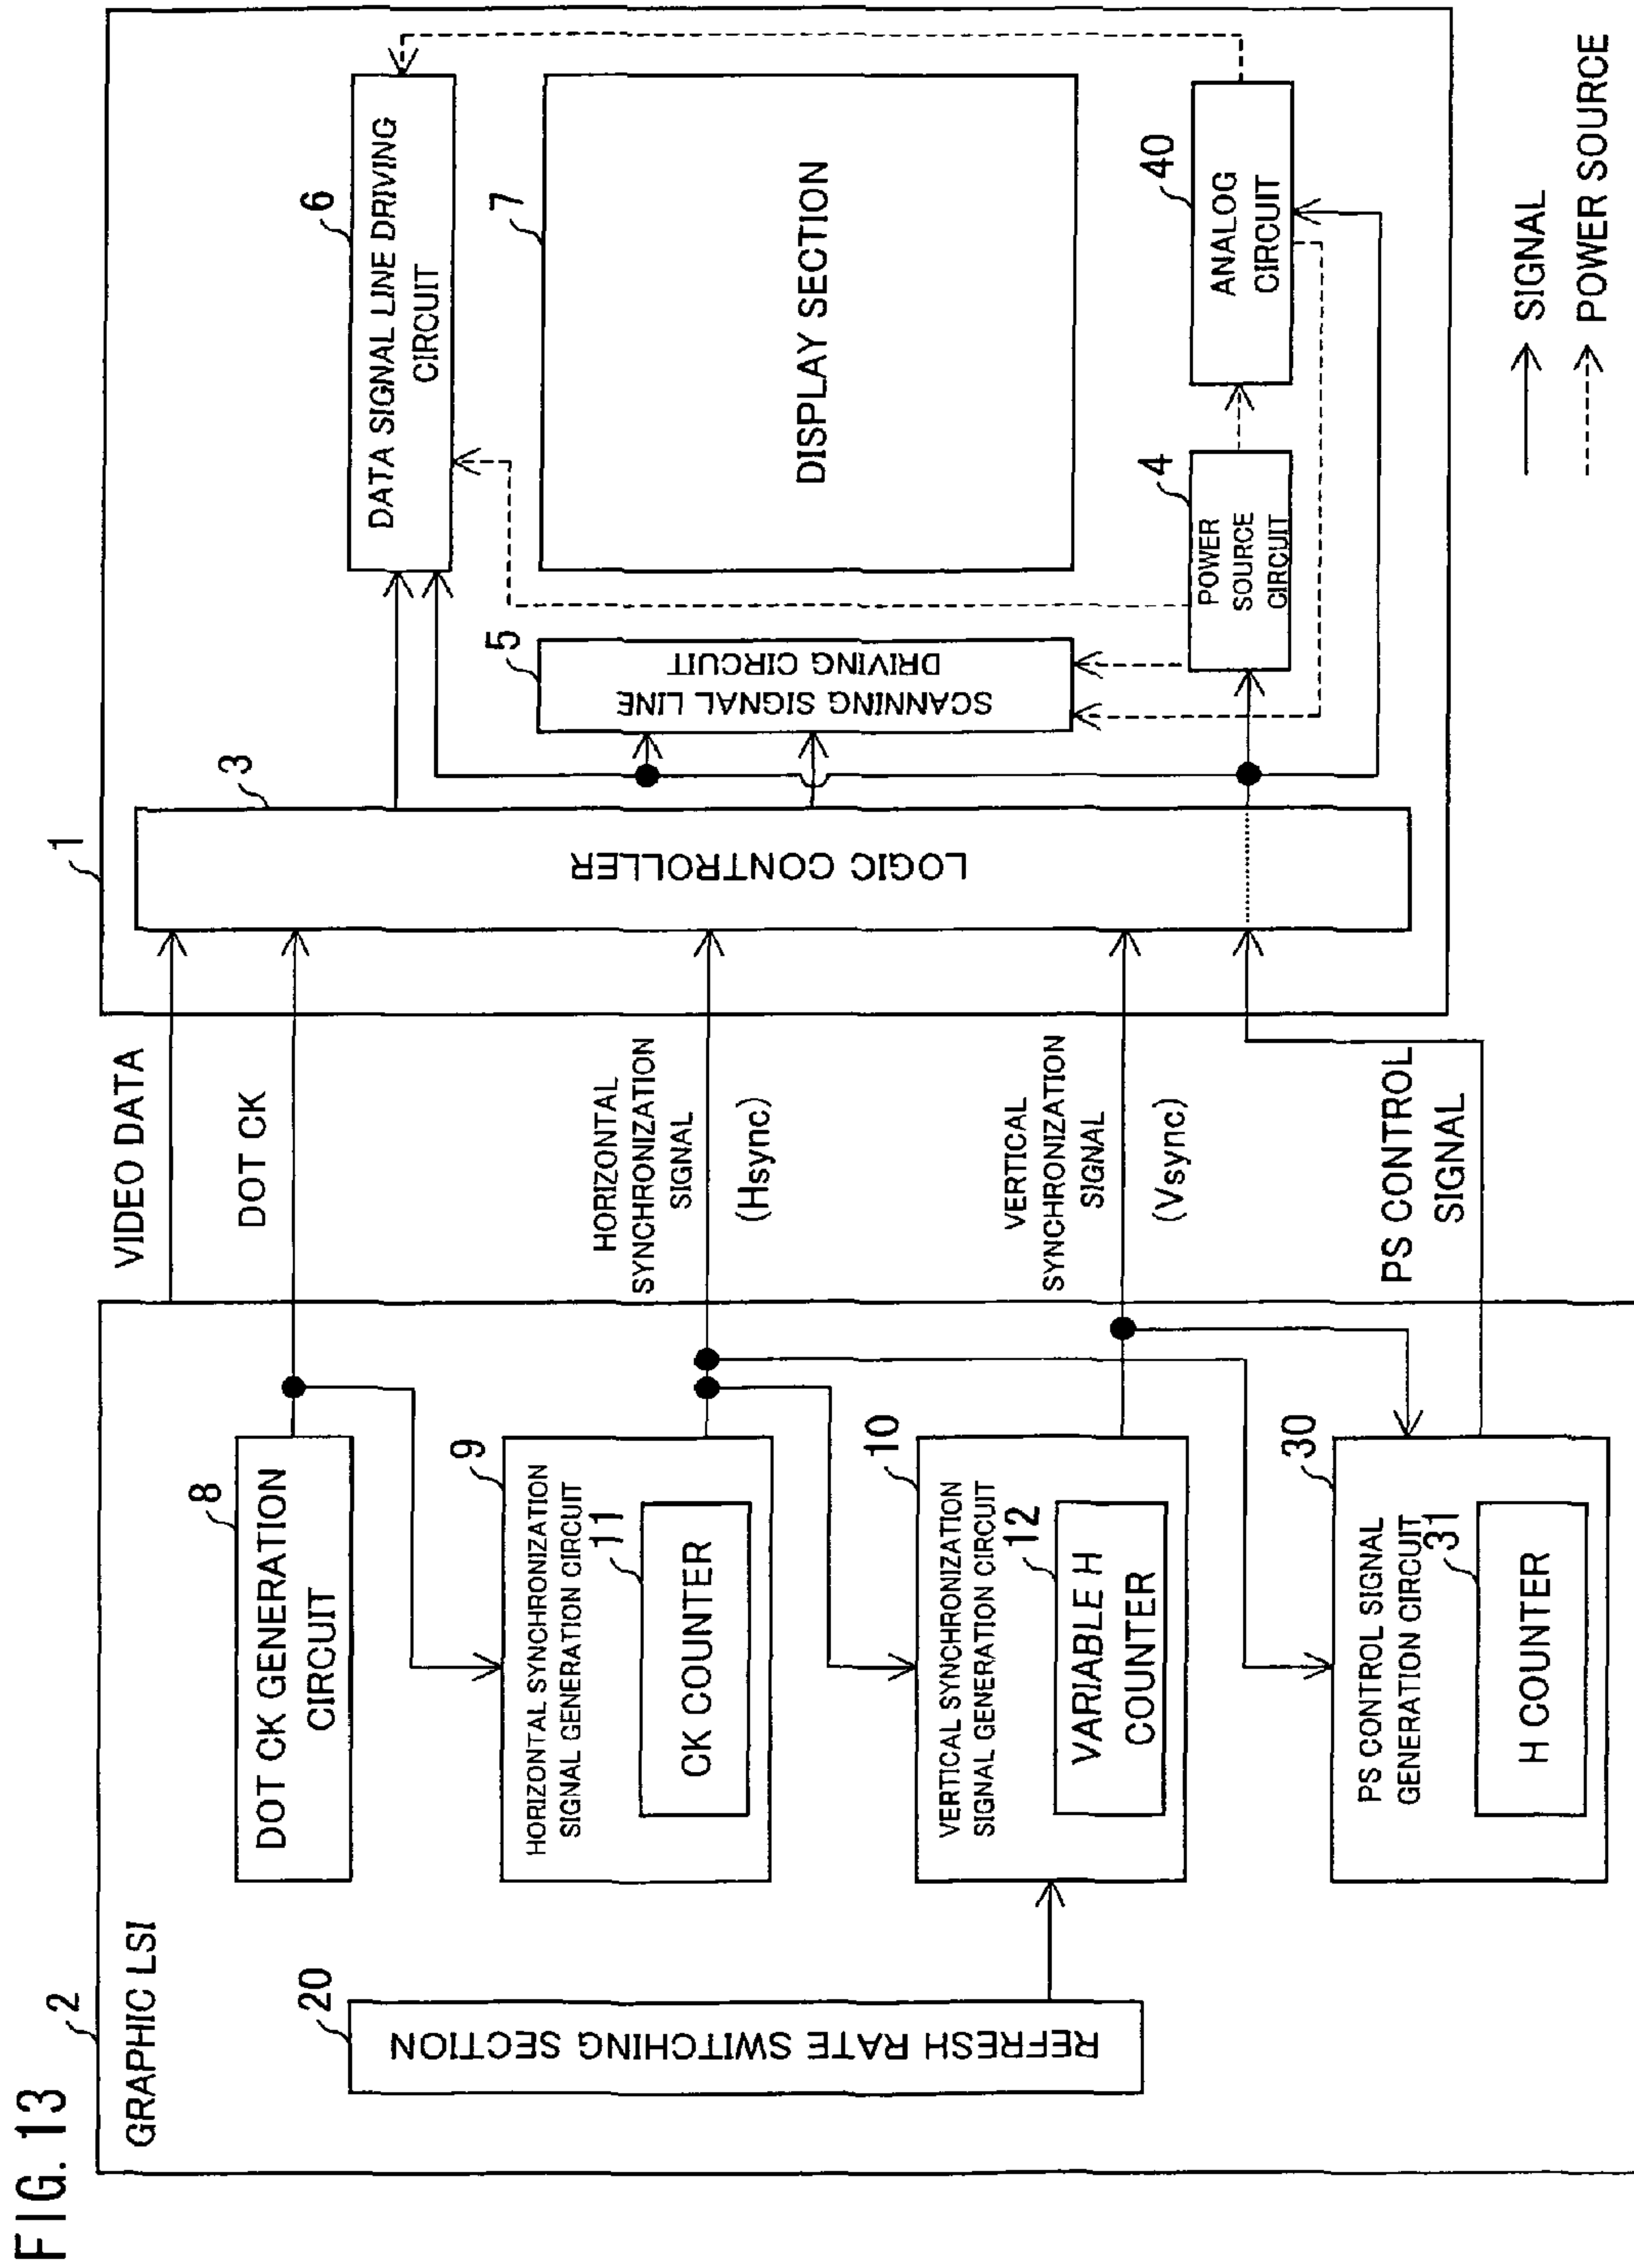 FIG. 13
2
GRAPHIC LSI
20
REFRESH RATE SWITCHING SECTION
8
DOT CK GENERATION
CIRCUIT
9
HORIZONTAL SYNCHRONIZATION
SIGNAL GENERATION CIRCUIT
11
CK COUNTER
10
VERTICAL SYNCHRONIZATION
SIGNAL GENERATION CIRCUIT
12
VARIABLE H
COUNTER
30
PS CONTROL SIGNAL
GENERATION CIRCUIT
31
H COUNTER
VIDEO DATA
DOT CK
HORIZONTAL
SYNCHRONIZATION
SIGNAL
(Hsync)
VERTICAL
SYNCHRONIZATION
SIGNAL
(Vsync)
PS CONTROL
SIGNAL
1
3
LOGIC CONTROLLER
5
SCANNING SIGNAL LINE
DRIVING CIRCUIT
6
DATA SIGNAL LINE DRIVING
CIRCUIT
7
DISPLAY SECTION
4
POWER
SOURCE
CIRCUIT
40
ANALOG
CIRCUIT
SIGNAL
POWER SOURCE